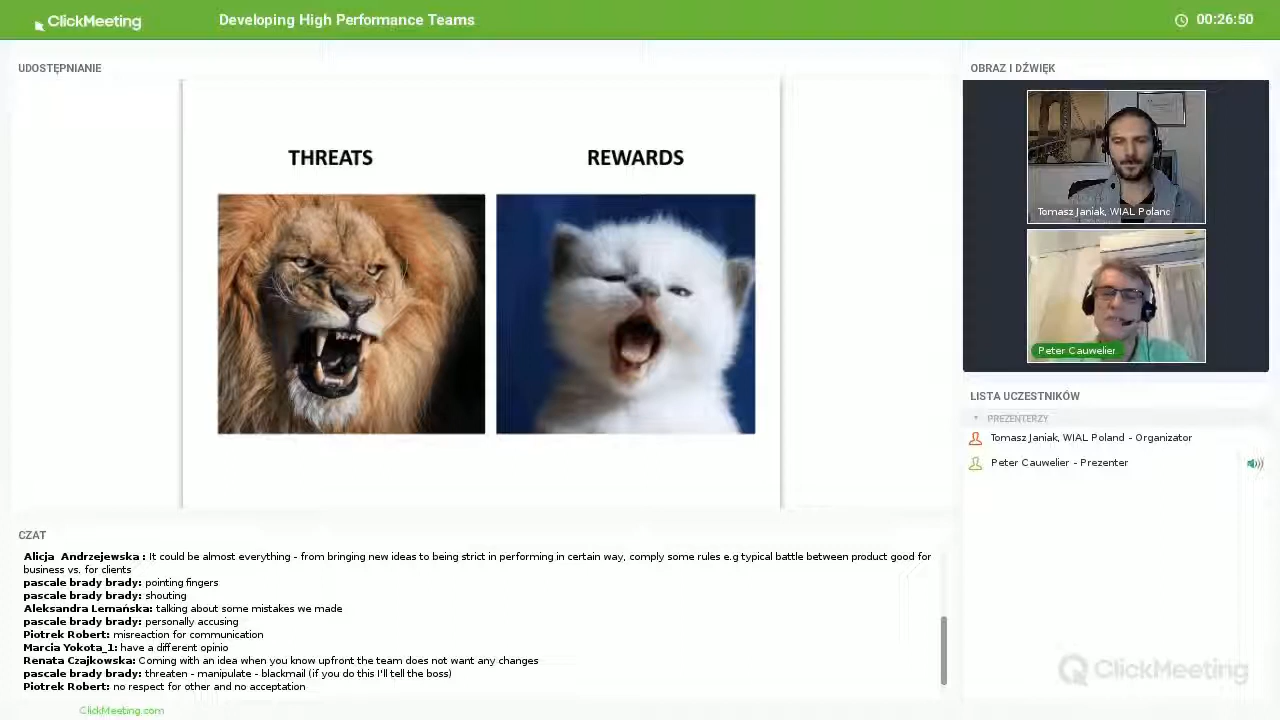 ClickMeeting
Developing High Performance Teams
00:26:50
UDOSTĘPNIANIE
THREATS
REWARDS
OBRAZ I DŹWIĘK
Tomasz Janiak, WIAL Poland
Peter Cauwelier
LISTA UCZESTNIKÓW
PREZENTERZY
Tomasz Janiak, WIAL Poland - Organizator
Peter Cauwelier - Prezenter
CZAT
Alicja Andrzejewska : It could be almost everything - from bringing new ideas to being strict in performing in certain way, comply some rules e.g typical battle between product good for
business vs. for clients
pascale brady brady: pointing fingers
pascale brady brady: shouting
Aleksandra Lemańska: talking about some mistakes we made
pascale brady brady: personally accusing
Piotrek Robert: misreaction for communication
Marcia Yokota_1: have a different opinio
Renata Czajkowska: Coming with an idea when you know upfront the team does not want any changes
pascale brady brady: threaten - manipulate - blackmail (if you do this I'll tell the boss)
Piotrek Robert: no respect for other and no acceptation
ClickMeeting
ClickMeeting.com